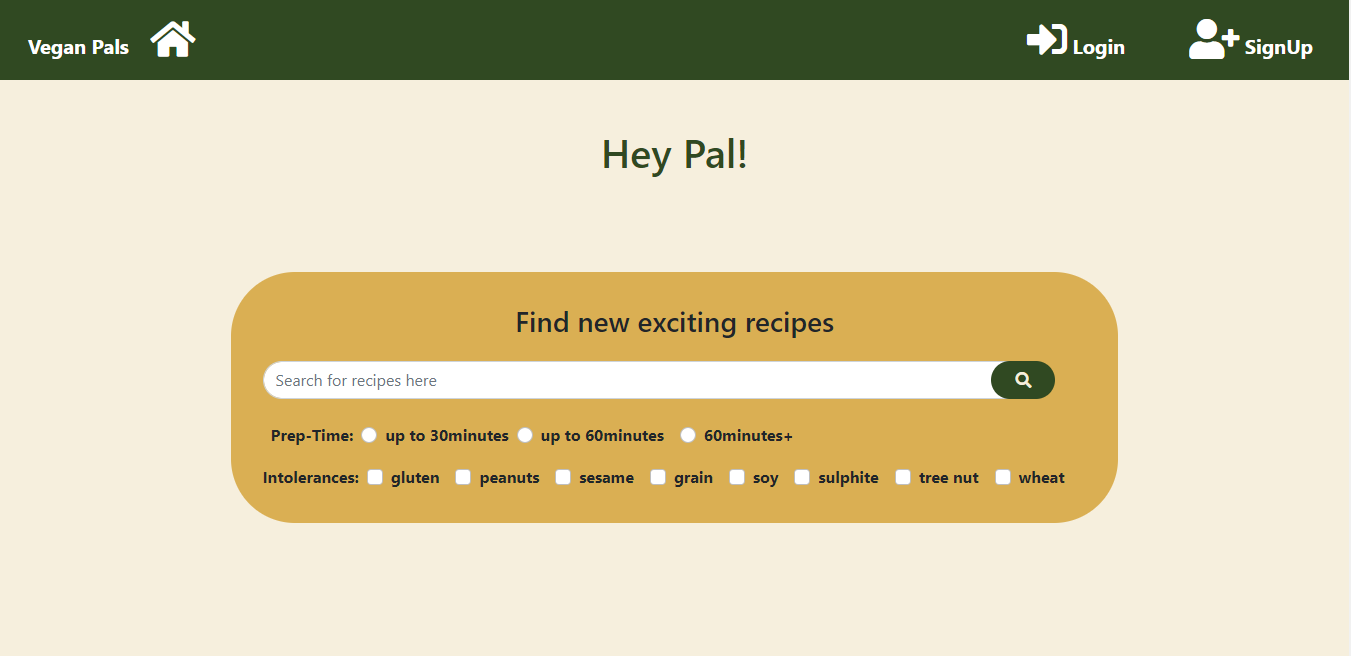 Vegan Pals Login SignUp
Hey Pal!
Find new exciting recipes
Search for recipes here
Prep-Time: up to 30minutes up to 60minutes 60minutes+
Intolerances: gluten peanuts sesame grain soy sulphite tree nut wheat